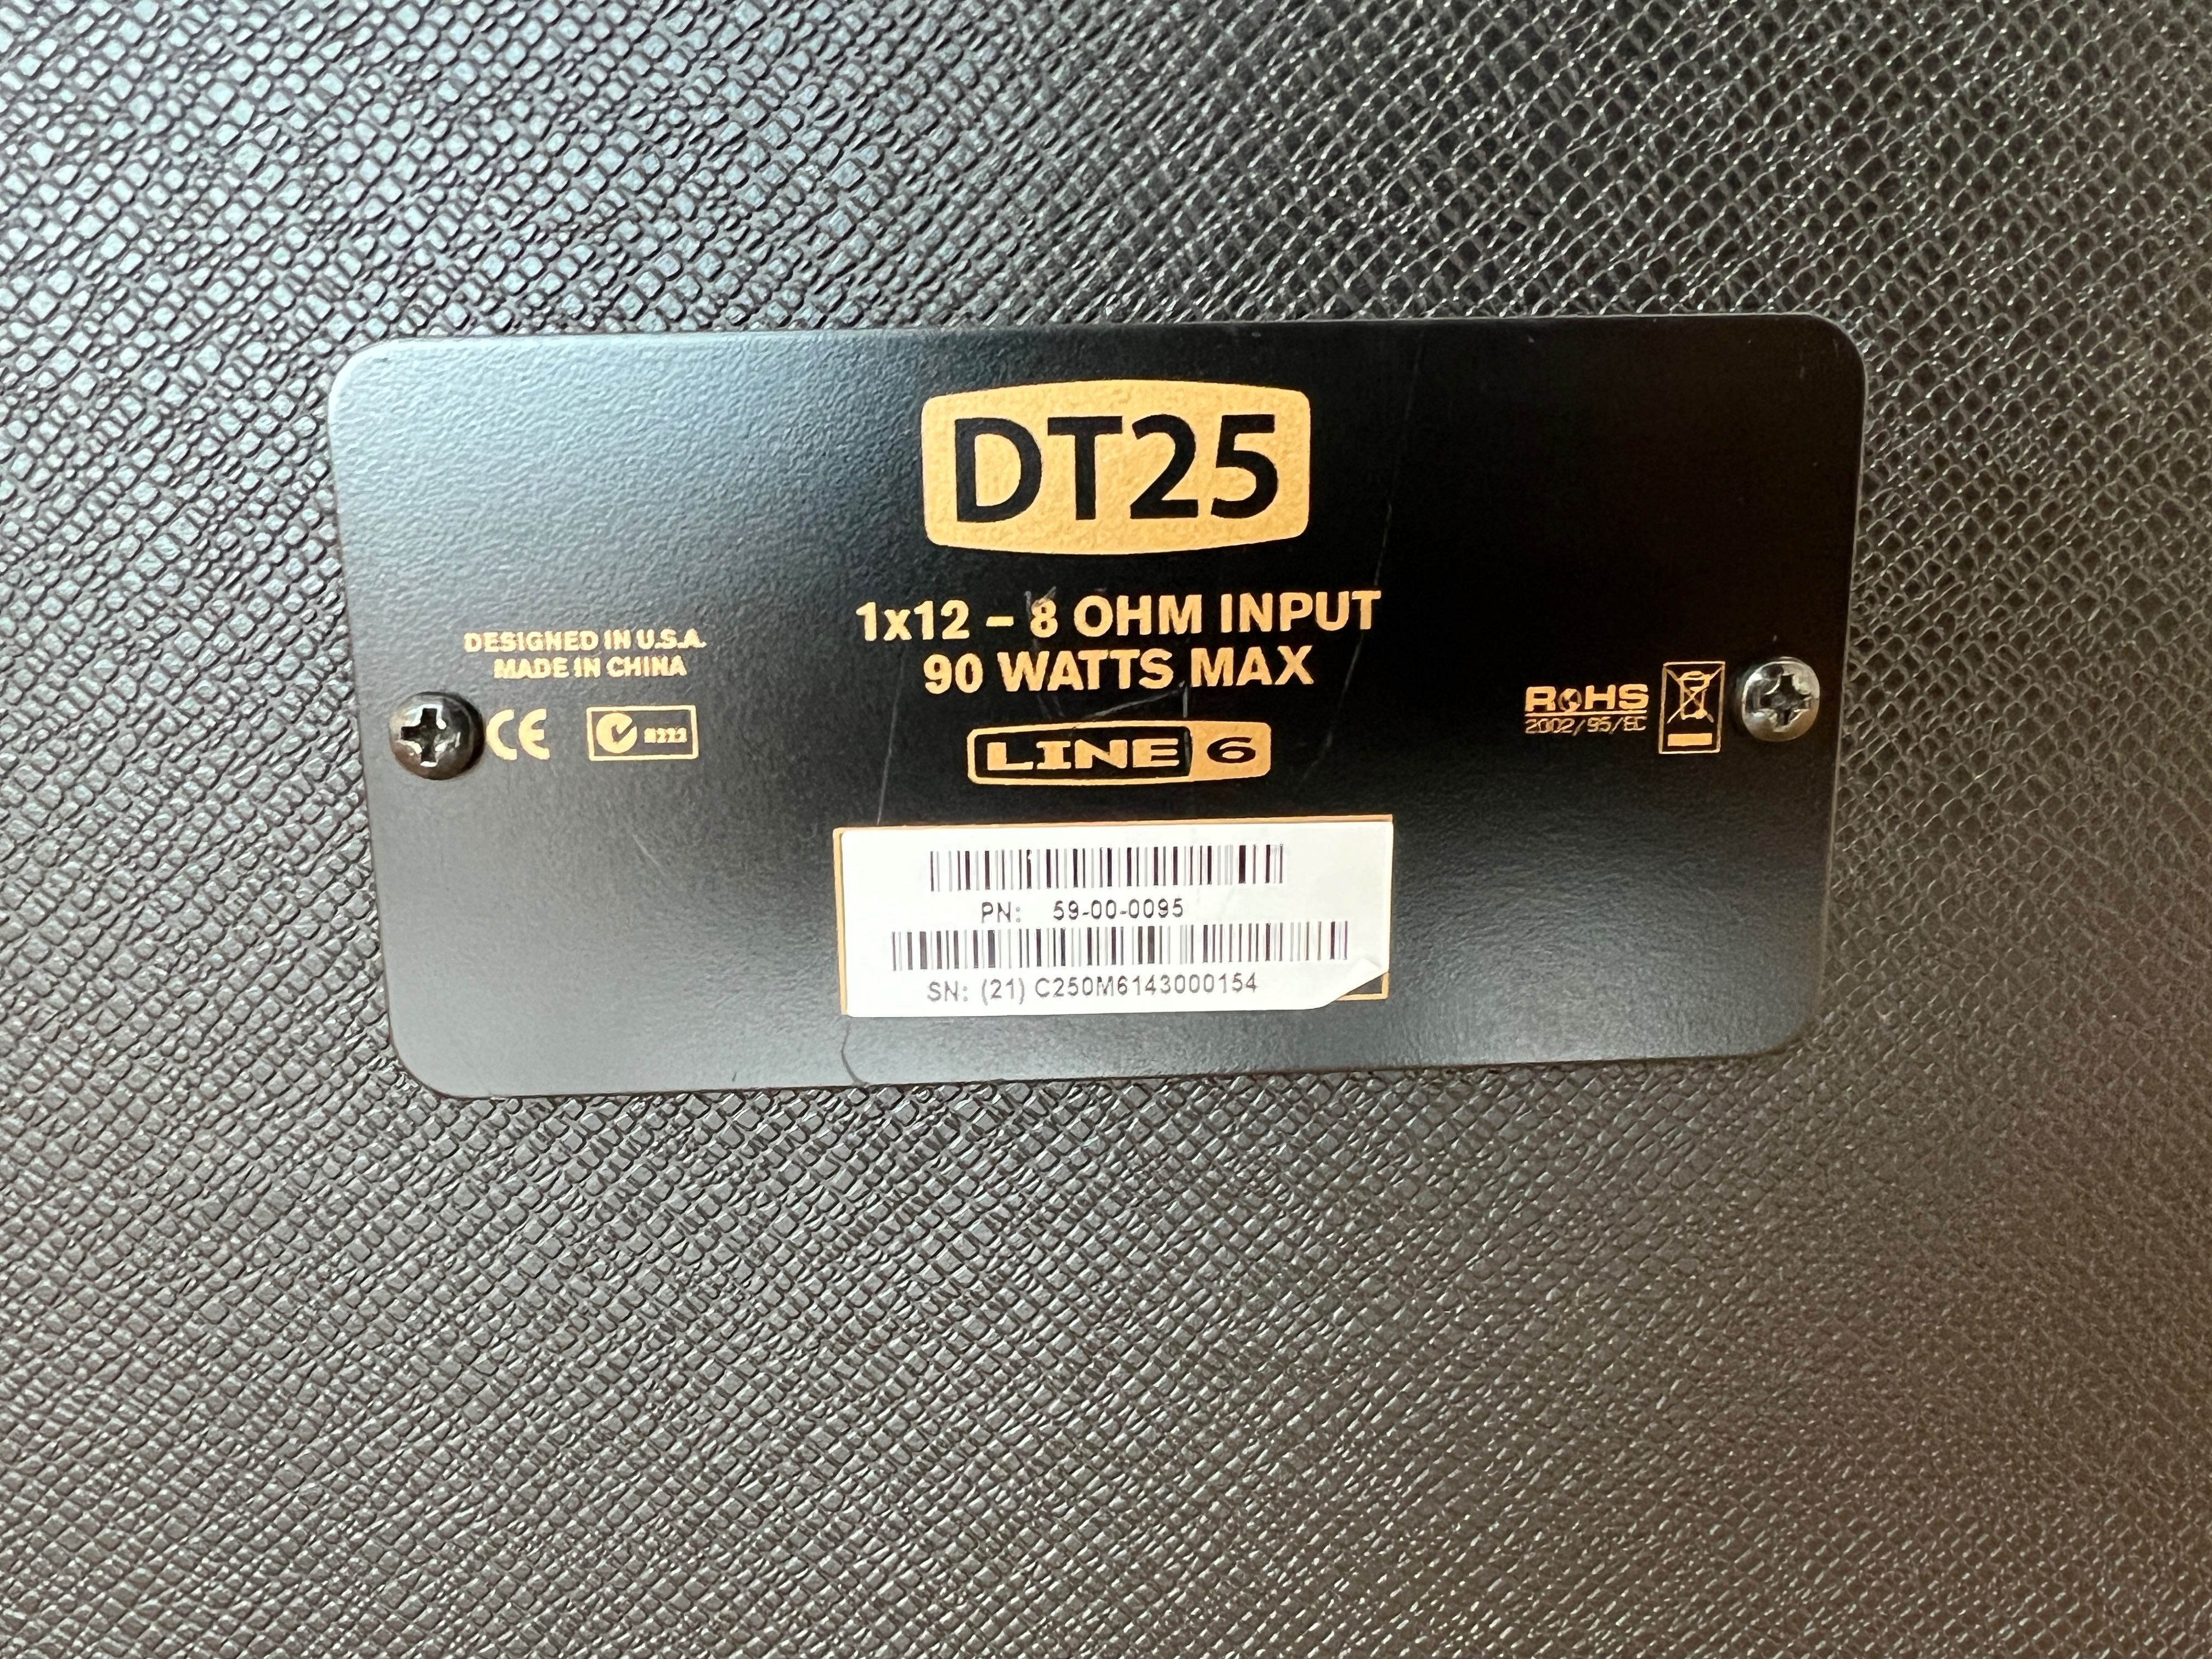 DT25
1x12 – 8 OHM INPUT
90 WATTS MAX
DESIGNED IN U.S.A.
MADE IN CHINA
CE
N222
RoHS
2002/95/EC
LINE 6
PN: 59-00-0095
SN: (21) C250M6143000154